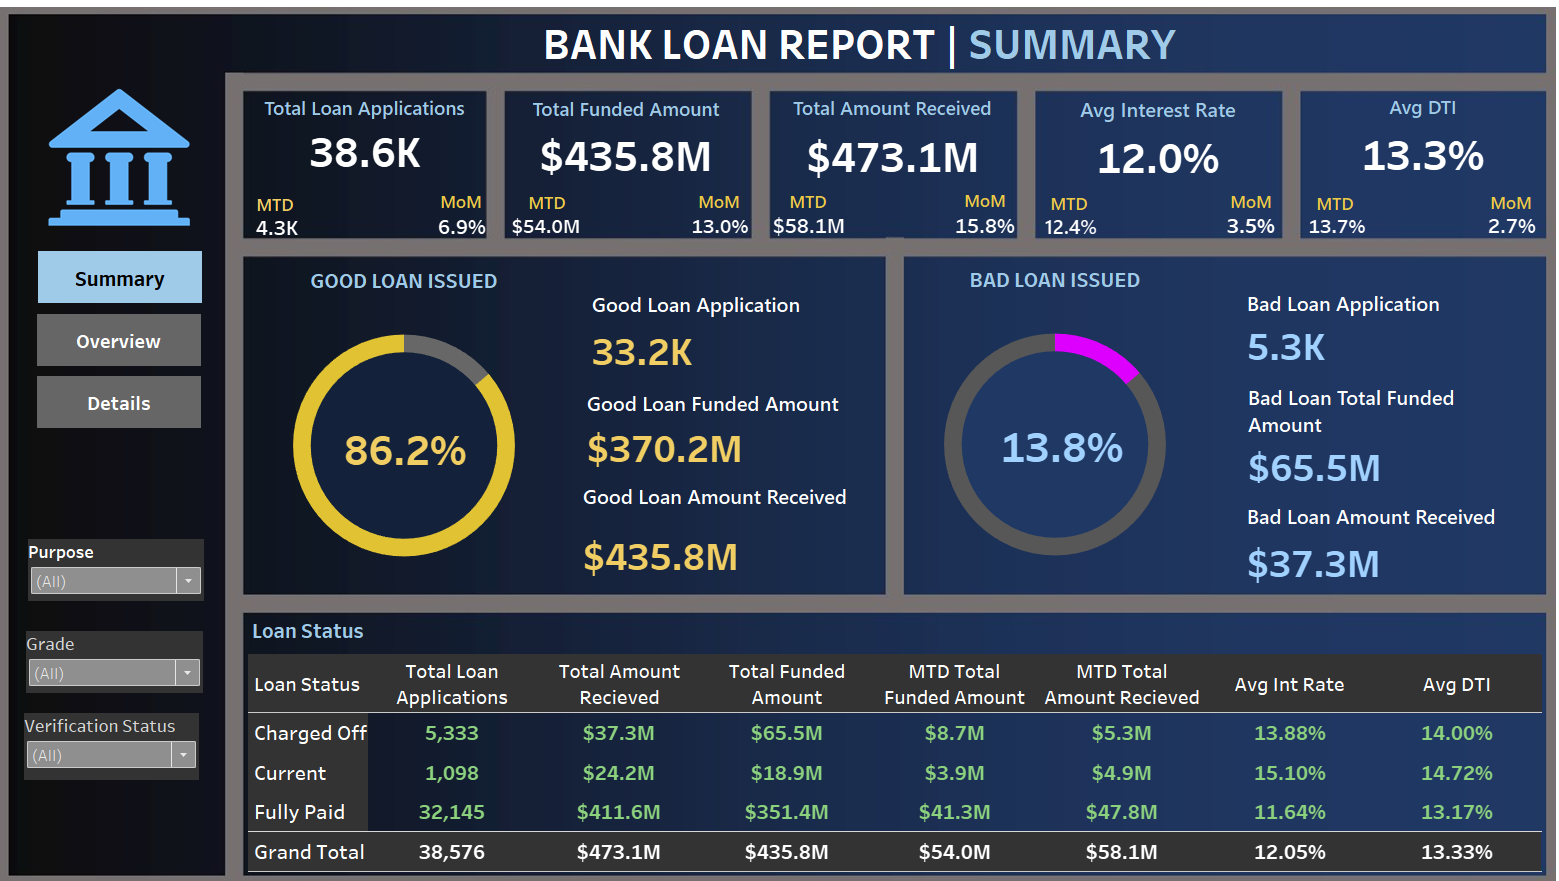 BANK LOAN REPORT | SUMMARY
Total Loan Applications
38.6K
MTD MoM
4.3K 6.9%
Total Funded Amount
$435.8M
MTD MoM
$54.0M 13.0%
Total Amount Received
$473.1M
MTD MoM
$58.1M 15.8%
Avg Interest Rate
12.0%
MTD MoM
12.4% 3.5%
Avg DTI
13.3%
MTD MoM
13.7% 2.7%
Summary
Overview
Details
Purpose
(All)
Grade
(All)
Verification Status
(All)
GOOD LOAN ISSUED
86.2%
Good Loan Application
33.2K
Good Loan Funded Amount
$370.2M
Good Loan Amount Received
$435.8M
BAD LOAN ISSUED
13.8%
Bad Loan Application
5.3K
Bad Loan Total Funded
Amount
$65.5M
Bad Loan Amount Received
$37.3M
Loan Status
Loan Status Total Loan Applications Total Amount Recieved Total Funded Amount MTD Total Funded Amount MTD Total Amount Recieved Avg Int Rate Avg DTI
Charged Off 5,333 $37.3M $65.5M $8.7M $5.3M 13.88% 14.00%
Current 1,098 $24.2M $18.9M $3.9M $4.9M 15.10% 14.72%
Fully Paid 32,145 $411.6M $351.4M $41.3M $47.8M 11.64% 13.17%
Grand Total 38,576 $473.1M $435.8M $54.0M $58.1M 12.05% 13.33%